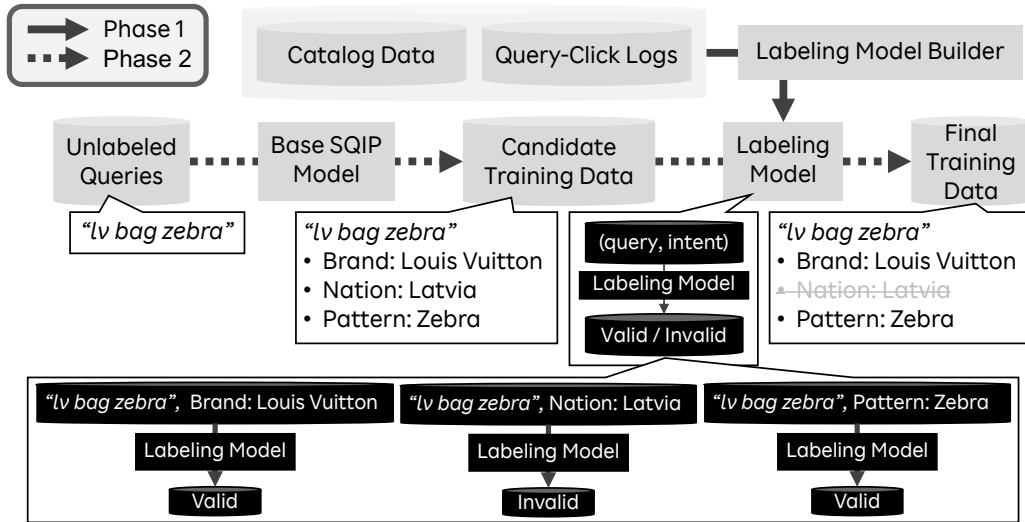 Phase 1
Phase 2
Catalog Data
Query-Click Logs
Labeling Model Builder
Unlabeled
Queries
Base SQIP
Model
Candidate
Training Data
Labeling
Model
Final
Training
Data
“lv bag zebra”
“lv bag zebra”
• Brand: Louis Vuitton
• Nation: Latvia
• Pattern: Zebra
(query, intent)
Labeling Model
Valid / Invalid
“lv bag zebra”
• Brand: Louis Vuitton
• Nation: Latvia
• Pattern: Zebra
“lv bag zebra”, Brand: Louis Vuitton
Labeling Model
Valid
“lv bag zebra”, Nation: Latvia
Labeling Model
Invalid
“lv bag zebra”, Pattern: Zebra
Labeling Model
Valid